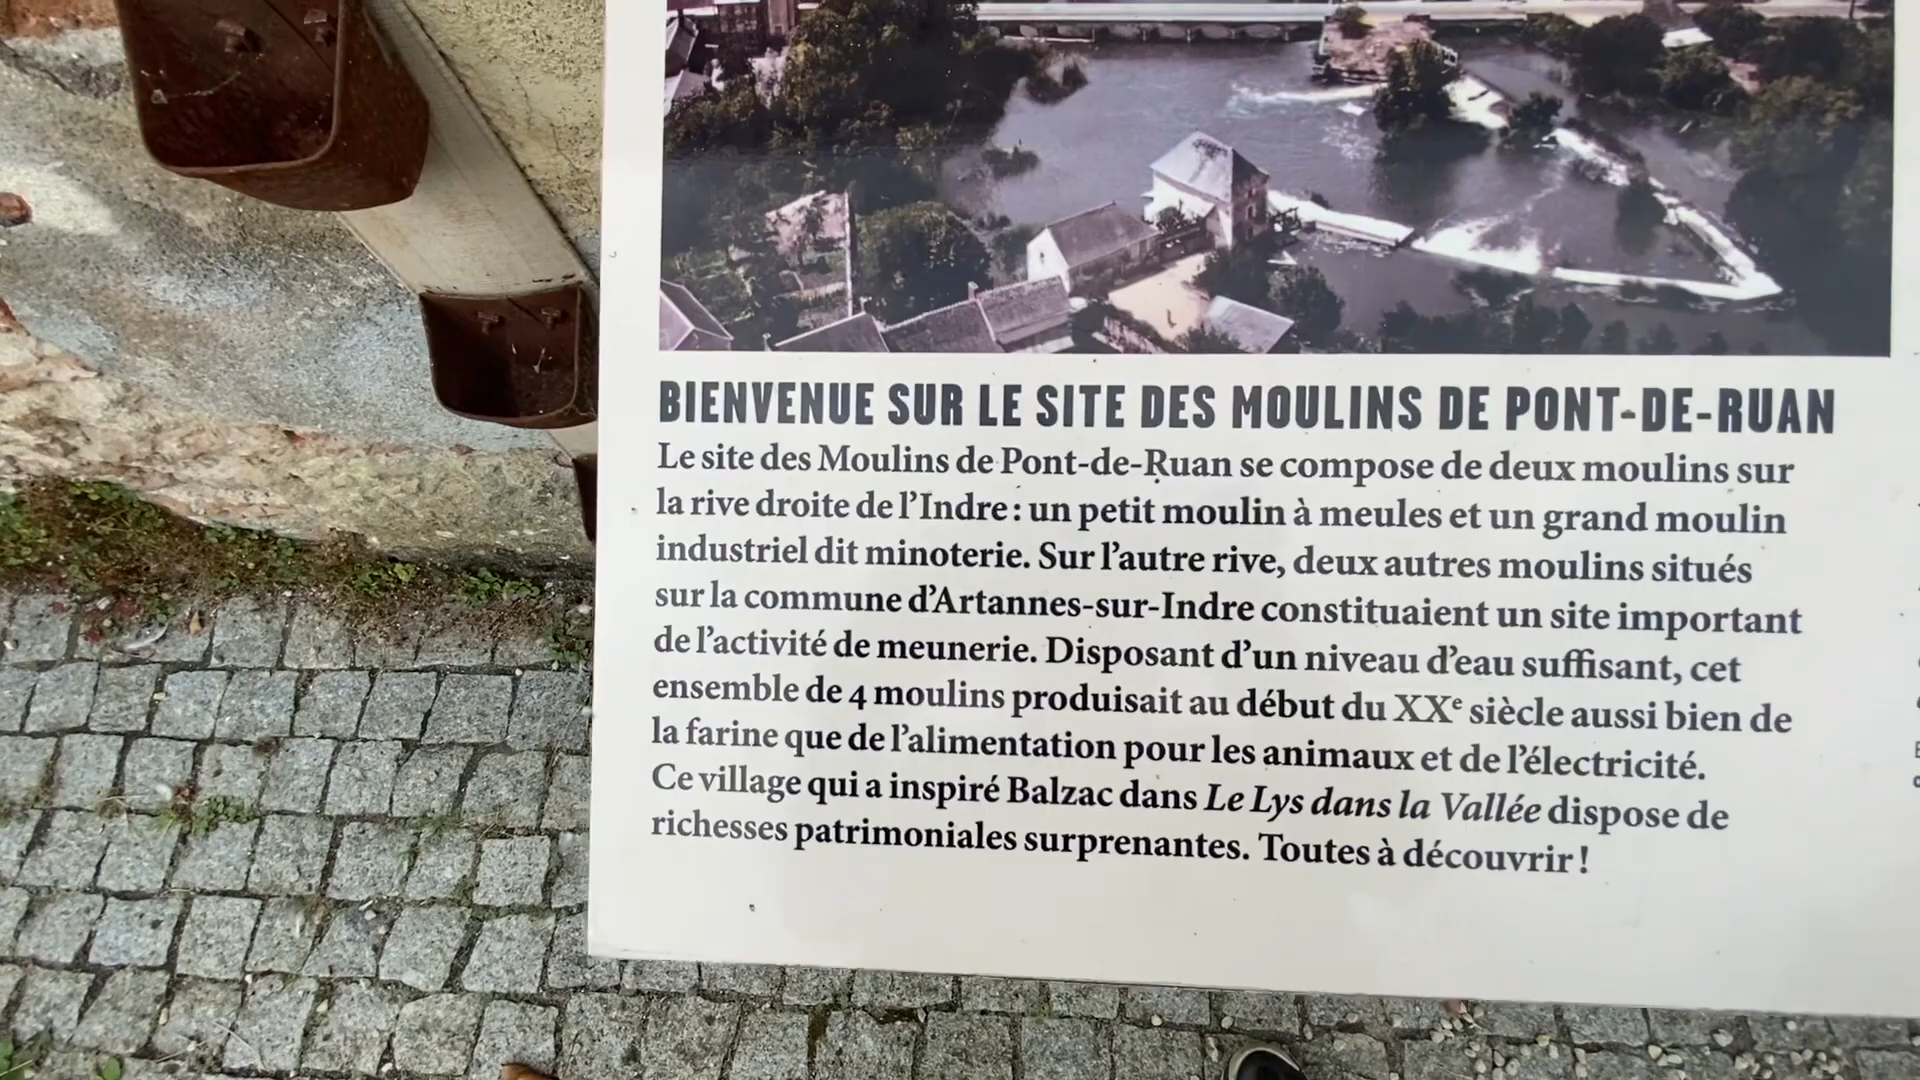 BIENVENUE SUR LE SITE DES MOULINS DE PONT-DE-RUAN
Le site des Moulins de Pont-de-Ruan se compose de deux moulins sur
la rive droite de l'Indre : un petit moulin à meules et un grand moulin
industriel dit minoterie. Sur l'autre rive, deux autres moulins situés
sur la commune d'Artannes-sur-Indre constituaient un site important
de l'activité de meunerie. Disposant d'un niveau d'eau suffisant, cet
ensemble de 4 moulins produisait au début du XXe siècle aussi bien de
la farine que de l'alimentation pour les animaux et de l'électricité.
Ce village qui a inspiré Balzac dans Le Lys dans la Vallée dispose de
richesses patrimoniales surprenantes. Toutes à découvrir !